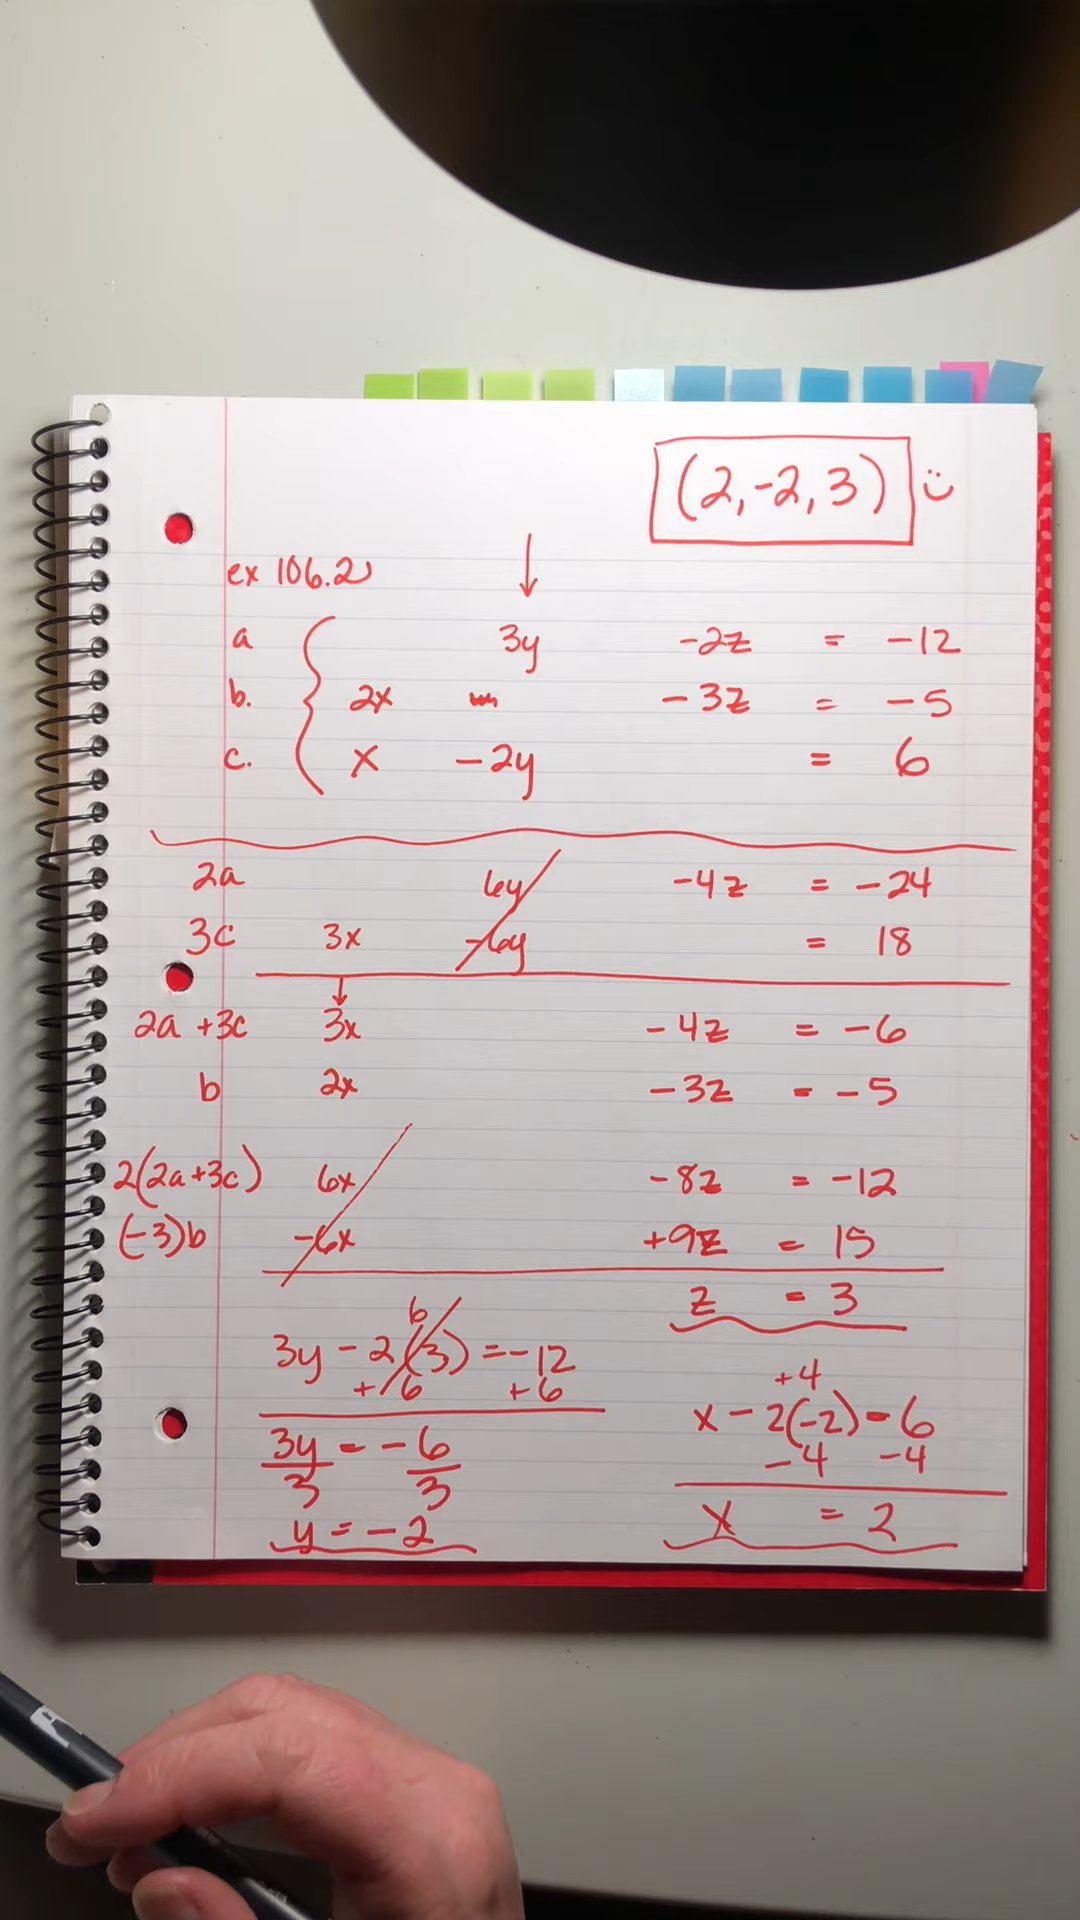 (2,-2,3) :)
ex 106.2
a 3y -2z = -12
b. 2x -3z = -5
c. x -2y = 6
2a 6y -4z = -24
3c 3x -6y = 18
2a +3c 3x -4z = -6
b 2x -3z = -5
2(2a+3c) 6x -8z = -12
(-3)b -6x +9z = 15
z = 3
6
3y - 2(3) = -12
+6 +6
3y = -6
3 3
y = -2
+4
x - 2(-2) = 6
-4 -4
x = 2